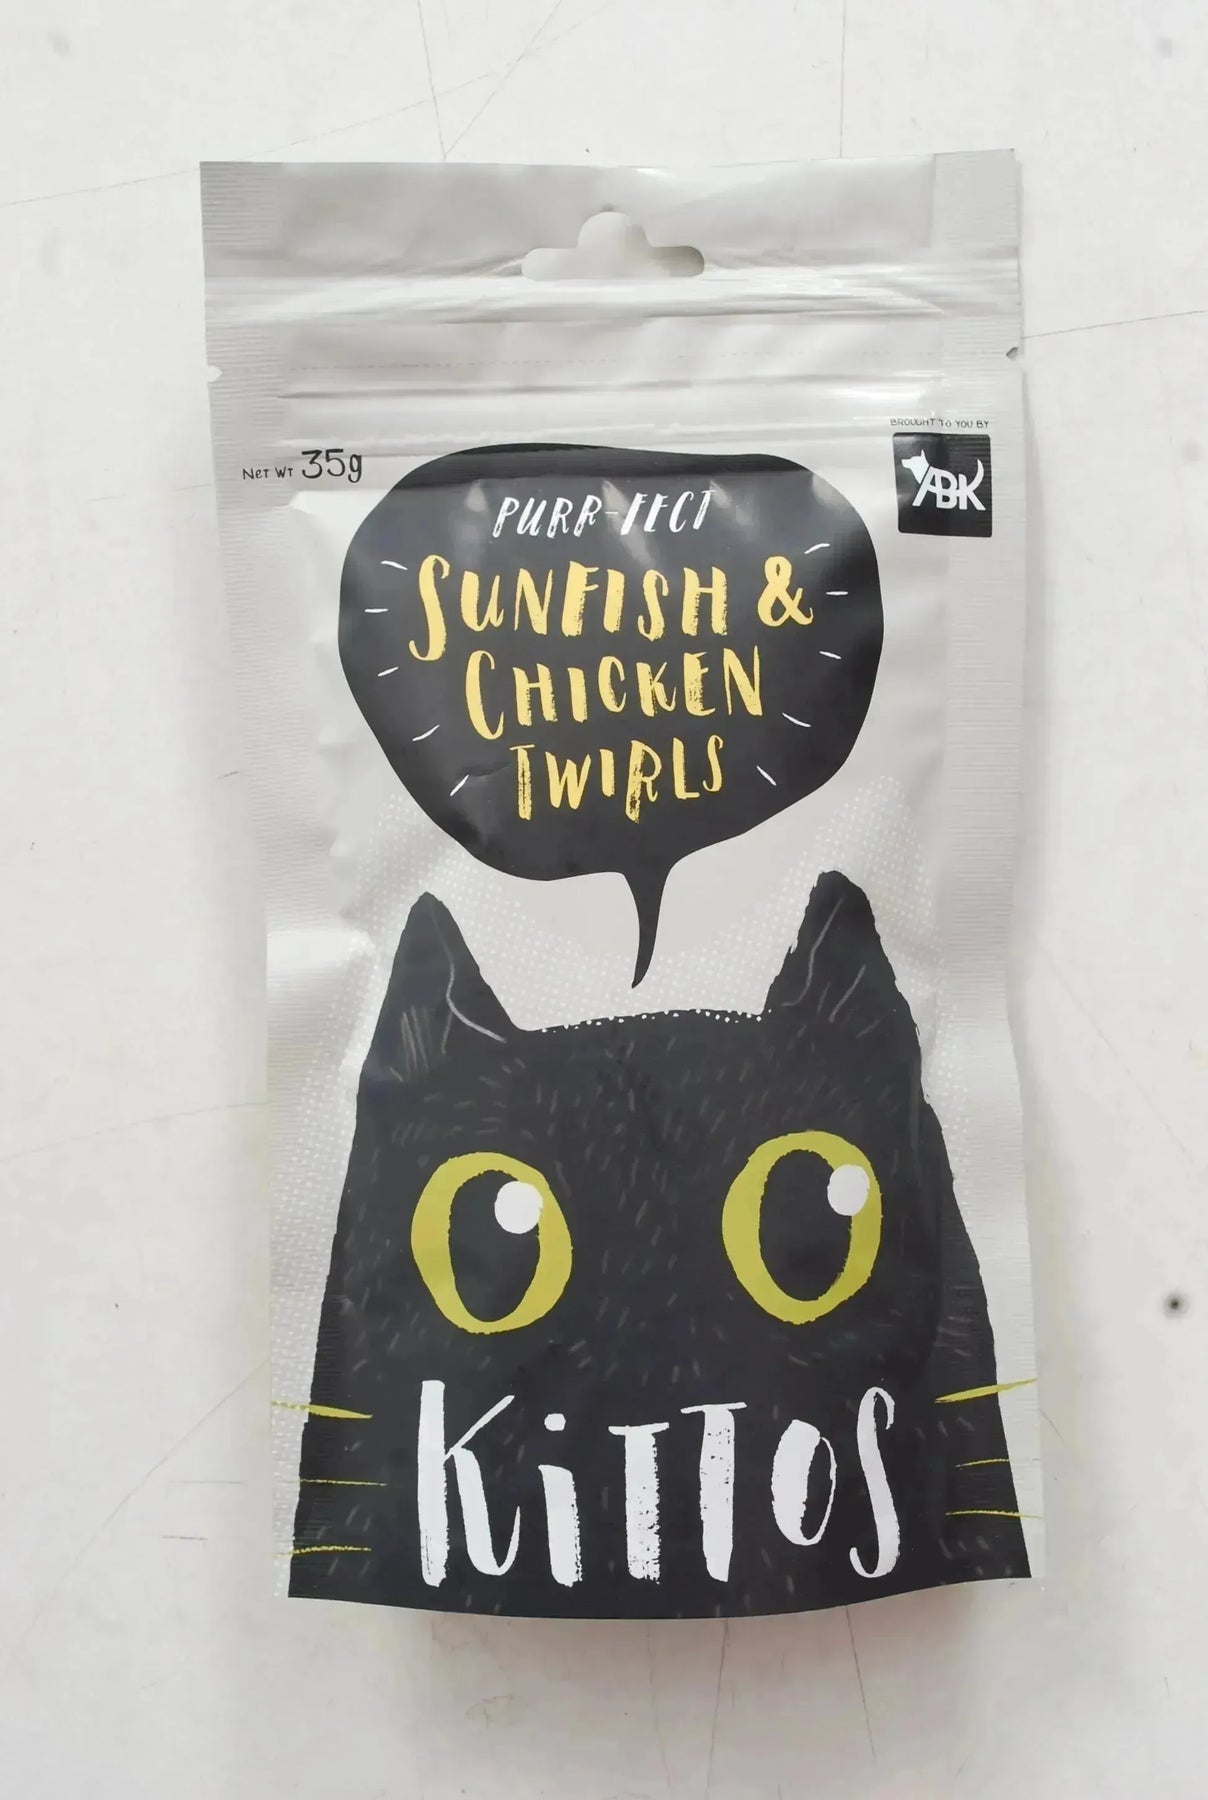 BROUGHT TO YOU BY
ABK
Net Wt 35g
PURR-FECT
SUNFISH &
CHICKEN
TWIRLS
KiTTOS